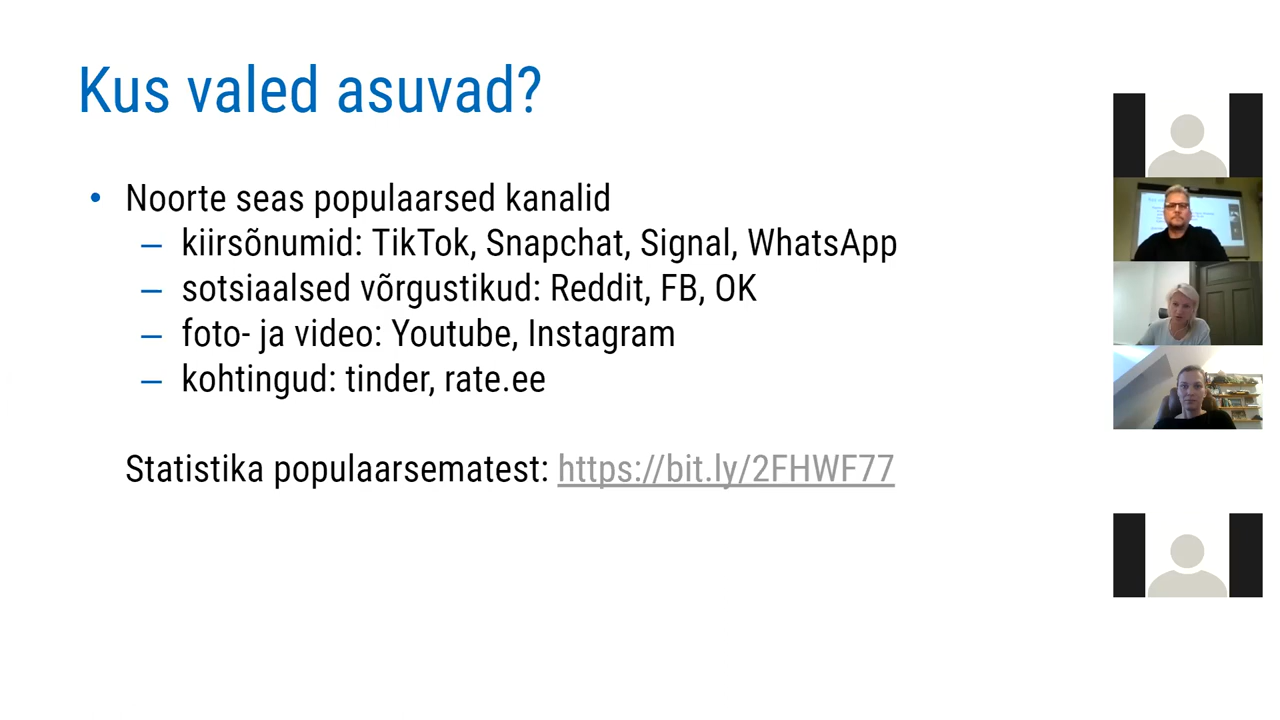 Kus valed asuvad?
• Noorte seas populaarsed kanalid
– kiirsõnumid: TikTok, Snapchat, Signal, WhatsApp
– sotsiaalsed võrgustikud: Reddit, FB, OK
– foto- ja video: Youtube, Instagram
– kohtingud: tinder, rate.ee
Statistika populaarsematest: https://bit.ly/2FHWF77